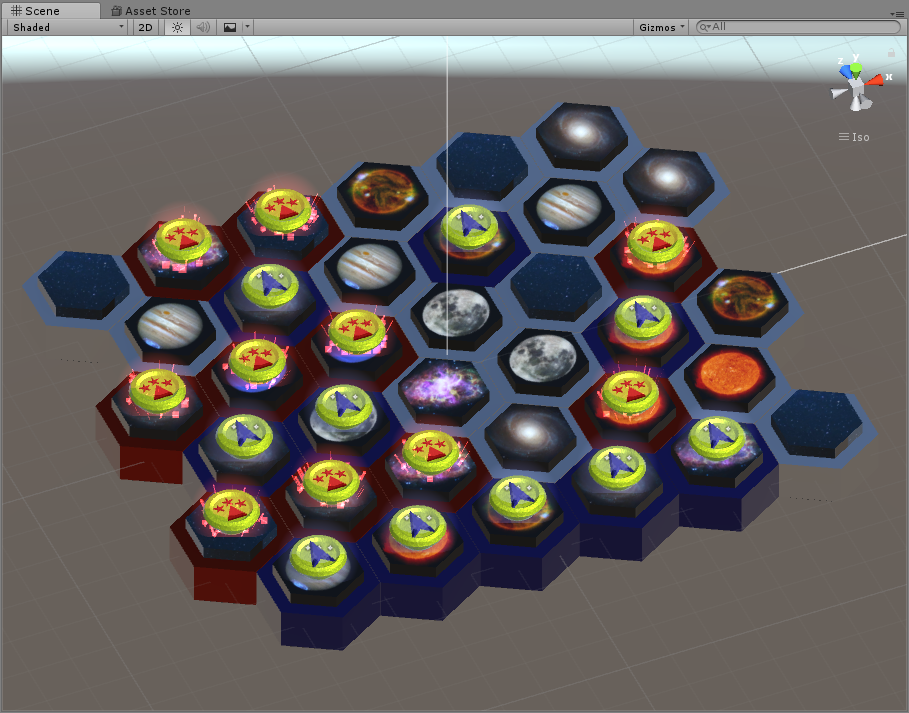 Scene
Asset Store
Shaded
2D
Gizmos
All
y
z
x
Iso